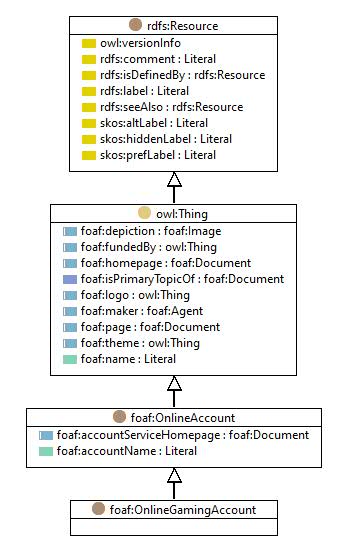 rdfs:Resource
owl:versionInfo
rdfs:comment : Literal
rdfs:isDefinedBy : rdfs:Resource
rdfs:label : Literal
rdfs:seeAlso : rdfs:Resource
skos:altLabel : Literal
skos:hiddenLabel : Literal
skos:prefLabel : Literal
owl:Thing
foaf:depiction : foaf:Image
foaf:fundedBy : owl:Thing
foaf:homepage : foaf:Document
foaf:isPrimaryTopicOf : foaf:Document
foaf:logo : owl:Thing
foaf:maker : foaf:Agent
foaf:page : foaf:Document
foaf:theme : owl:Thing
foaf:name : Literal
foaf:OnlineAccount
foaf:accountServiceHomepage : foaf:Document
foaf:accountName : Literal
foaf:OnlineGamingAccount